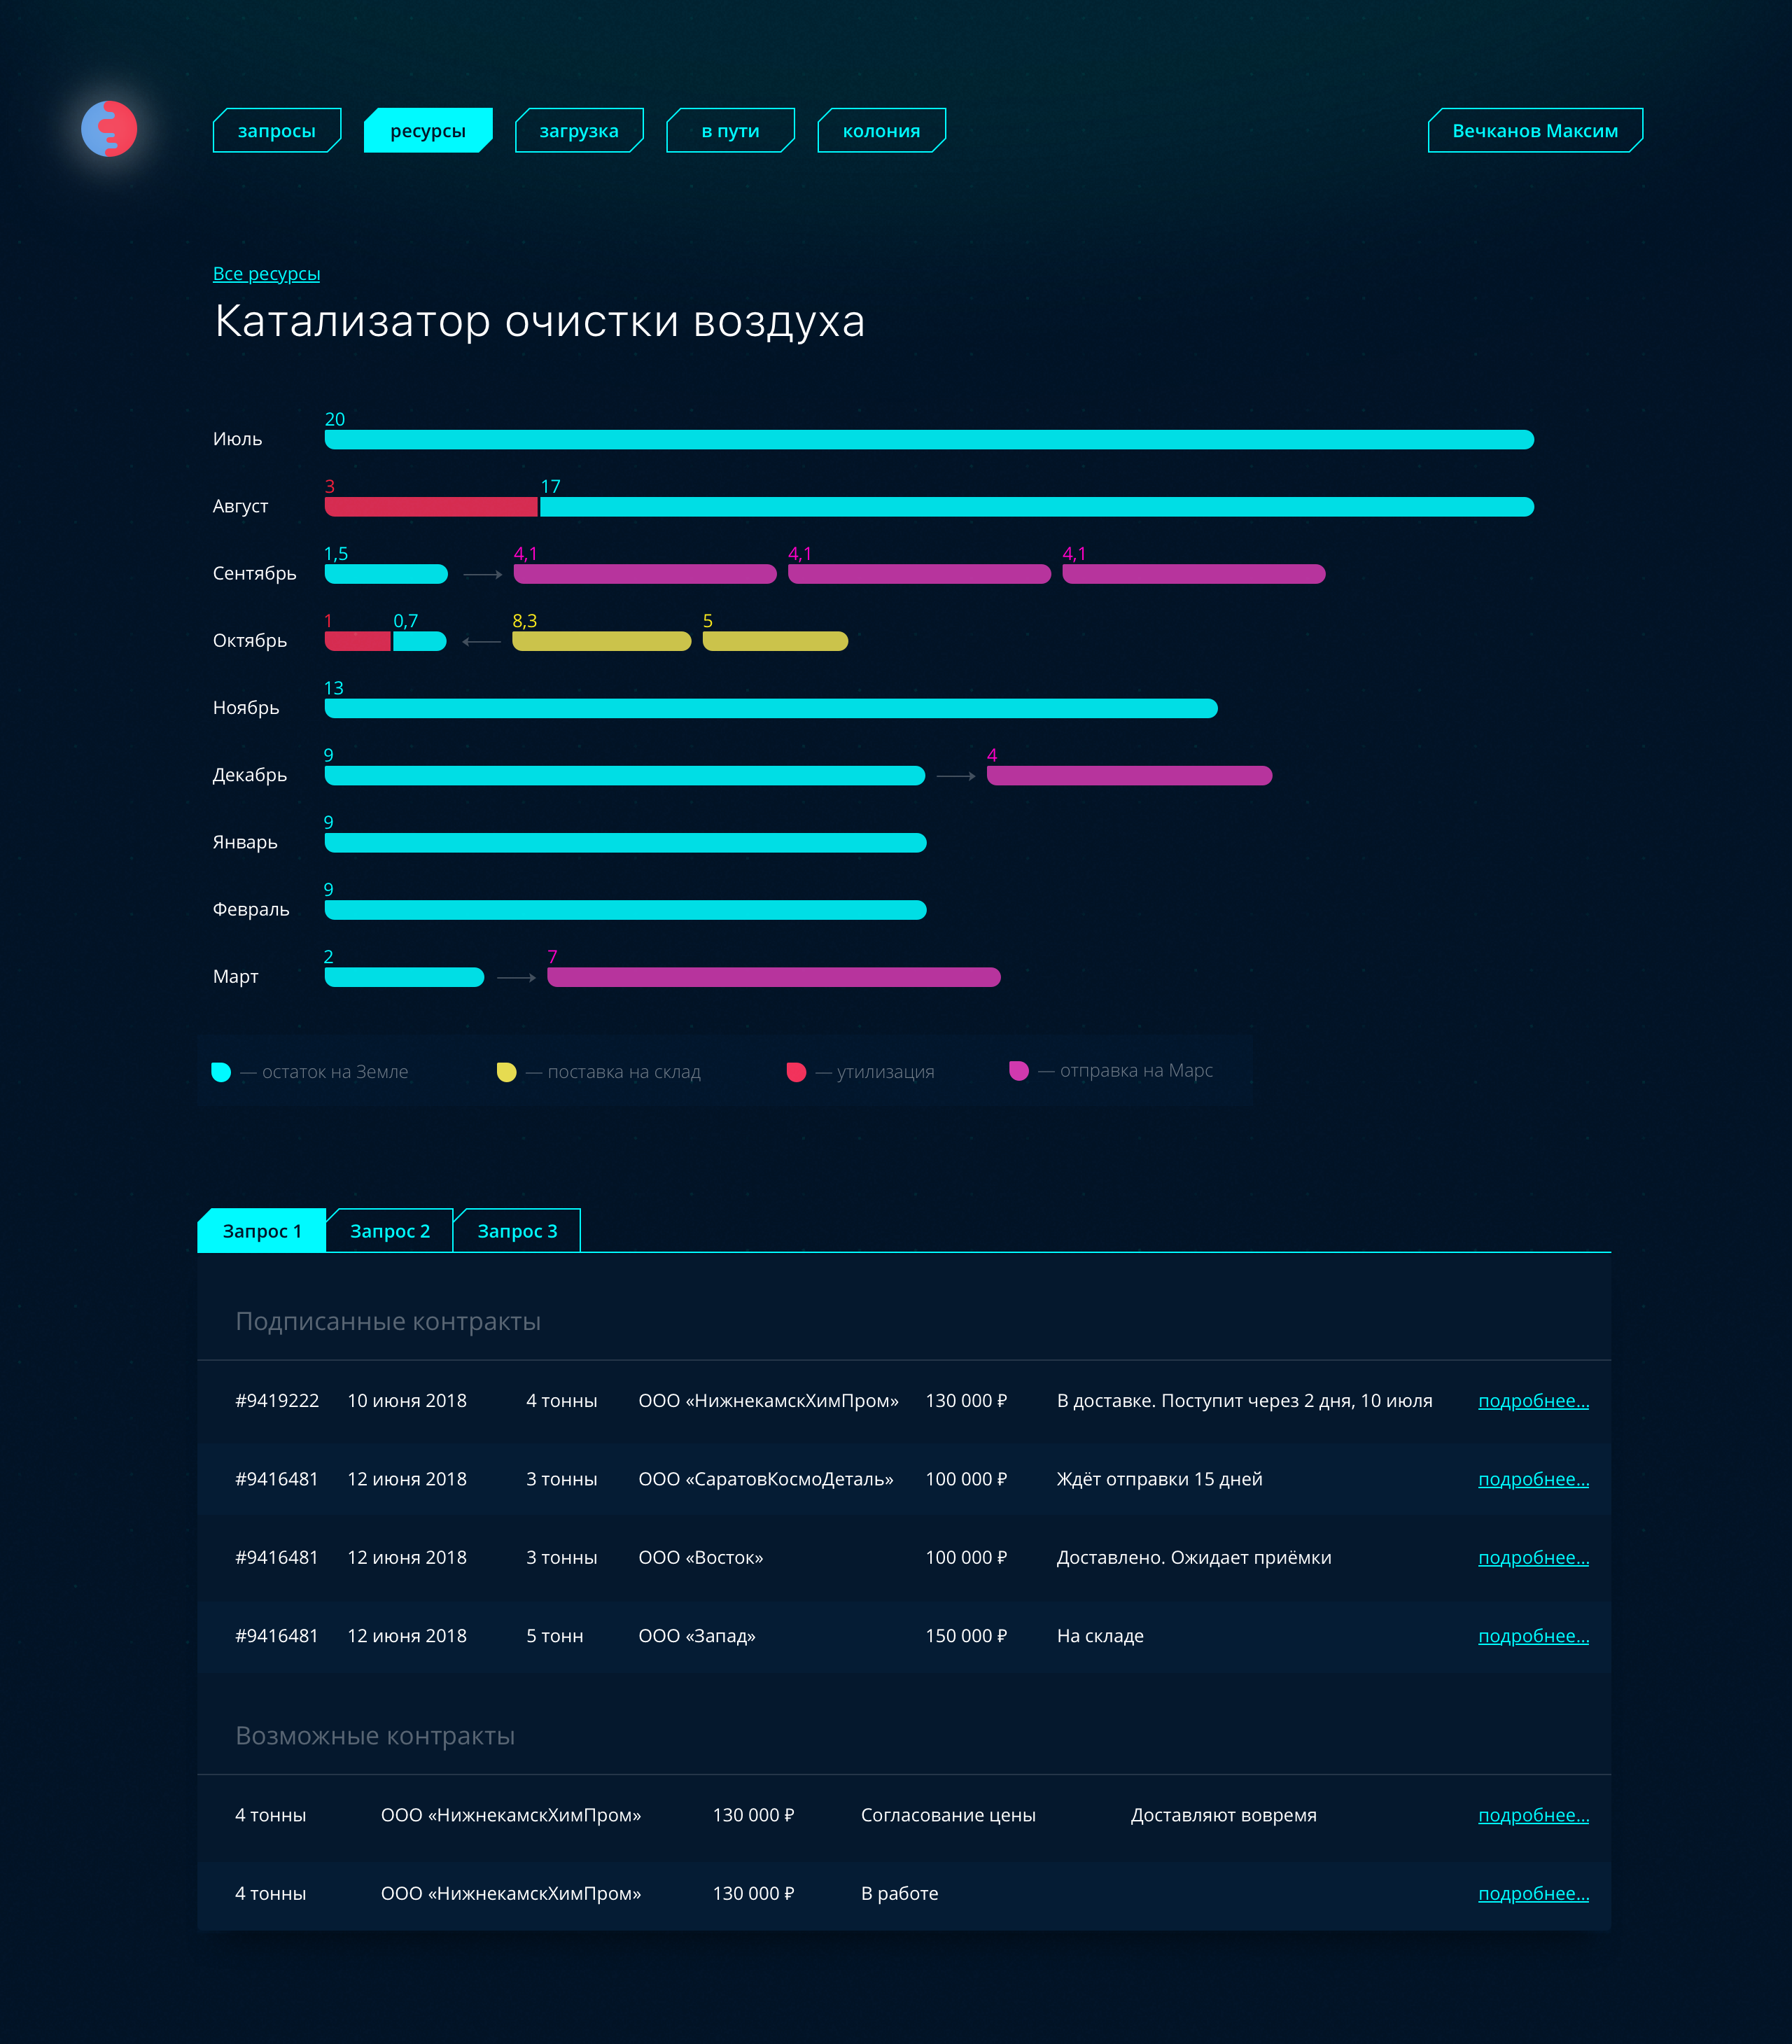 запросы ресурсы загрузка в пути колония Вечканов Максим
Все ресурсы
Катализатор очистки воздуха
20
Июль
3 17
Август
1,5 4,1 4,1 4,1
Сентябрь
1 0,7 8,3 5
Октябрь
13
Ноябрь
9 4
Декабрь
9
Январь
9
Февраль
2 7
Март
— остаток на Земле — поставка на склад — утилизация — отправка на Марс
Запрос 1 Запрос 2 Запрос 3
Подписанные контракты
#9419222 10 июня 2018 4 тонны ООО «НижнекамскХимПром» 130 000 ₽ В доставке. Поступит через 2 дня, 10 июля подробнее...
#9416481 12 июня 2018 3 тонны ООО «СаратовКосмоДеталь» 100 000 ₽ Ждёт отправки 15 дней подробнее...
#9416481 12 июня 2018 3 тонны ООО «Восток» 100 000 ₽ Доставлено. Ожидает приёмки подробнее...
#9416481 12 июня 2018 5 тонн ООО «Запад» 150 000 ₽ На складе подробнее...
Возможные контракты
4 тонны ООО «НижнекамскХимПром» 130 000 ₽ Согласование цены Доставляют вовремя подробнее...
4 тонны ООО «НижнекамскХимПром» 130 000 ₽ В работе подробнее...